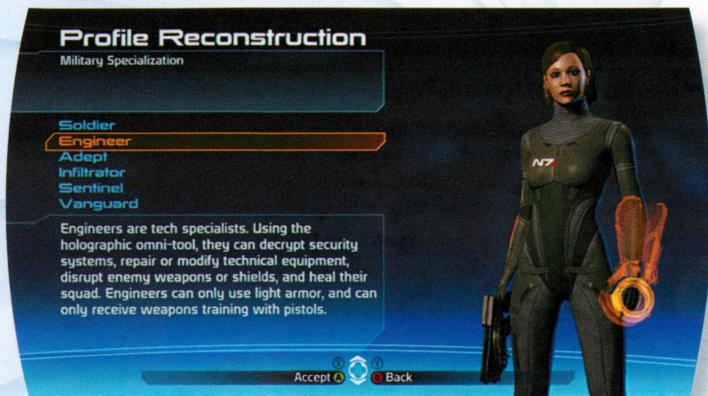 Profile Reconstruction
Military Specialization
Soldier
Engineer
Adept
Infiltrator
Sentinel
Vanguard
Engineers are tech specialists. Using the
holographic omni-tool, they can decrypt security
systems, repair or modify technical equipment,
disrupt enemy weapons or shields, and heal their
squad. Engineers can only use light armor, and can
only receive weapons training with pistols.
N7
X Y
Accept A B Back